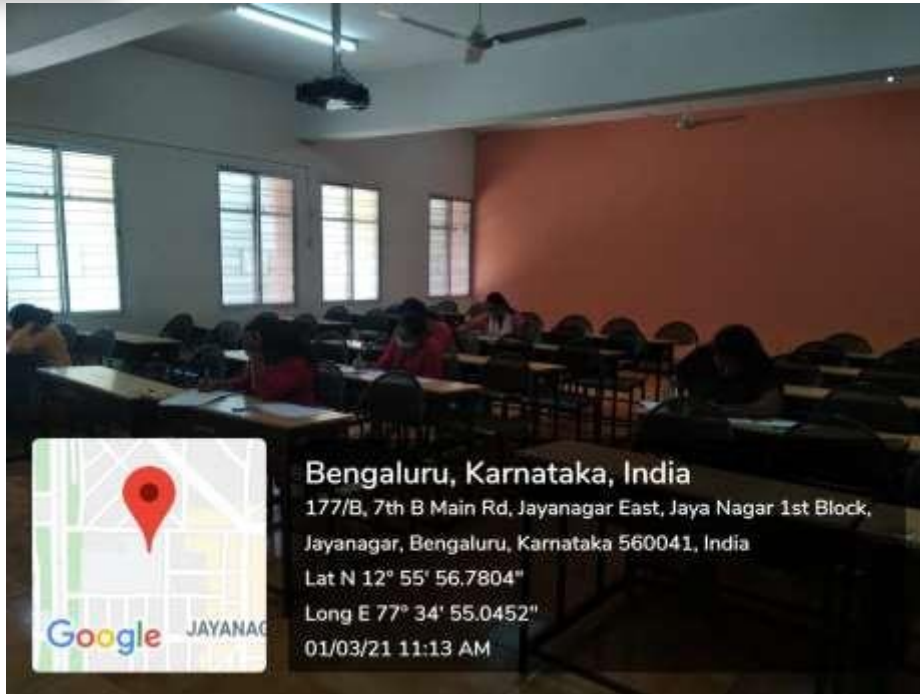 Bengaluru, Karnataka, India
177/B, 7th B Main Rd, Jayanagar East, Jaya Nagar 1st Block,
Jayanagar, Bengaluru, Karnataka 560041, India
Lat N 12° 55' 56.7804"
Long E 77° 34' 55.0452"
01/03/21 11:13 AM
Google
JAYANAG